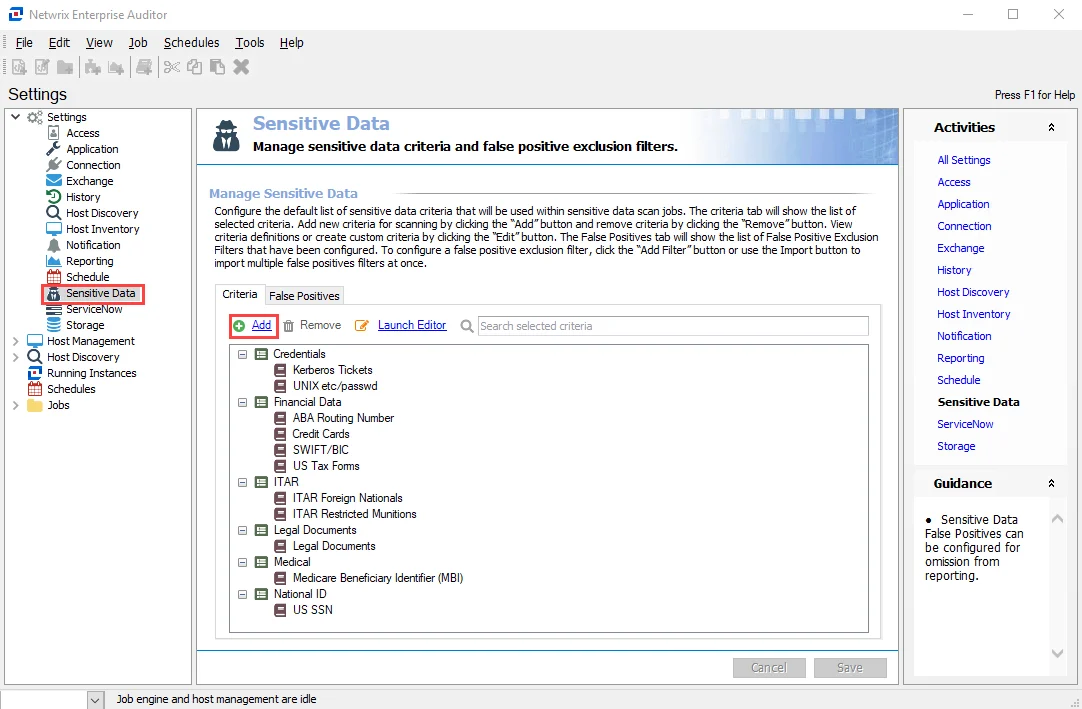 Netwrix Enterprise Auditor
File Edit View Job Schedules Tools Help
Settings
Press F1 for Help
Settings
Access
Application
Connection
Exchange
History
Host Discovery
Host Inventory
Notification
Reporting
Schedule
Sensitive Data
ServiceNow
Storage
Host Management
Host Discovery
Running Instances
Schedules
Jobs
Sensitive Data
Manage sensitive data criteria and false positive exclusion filters.
Manage Sensitive Data
Configure the default list of sensitive data criteria that will be used within sensitive data scan jobs. The criteria tab will show the list of
selected criteria. Add new criteria for scanning by clicking the "Add" button and remove criteria by clicking the "Remove" button. View
criteria definitions or create custom criteria by clicking the "Edit" button. The False Positives tab will show the list of False Positive Exclusion
Filters that have been configured. To configure a false positive exclusion filter, click the "Add Filter" button or use the Import button to
import multiple false positives filters at once.
Criteria False Positives
Add Remove Launch Editor Search selected criteria
Credentials
Kerberos Tickets
UNIX etc/passwd
Financial Data
ABA Routing Number
Credit Cards
SWIFT/BIC
US Tax Forms
ITAR
ITAR Foreign Nationals
ITAR Restricted Munitions
Legal Documents
Legal Documents
Medical
Medicare Beneficiary Identifier (MBI)
National ID
US SSN
Cancel Save
Activities
All Settings
Access
Application
Connection
Exchange
History
Host Discovery
Host Inventory
Notification
Reporting
Schedule
Sensitive Data
ServiceNow
Storage
Guidance
● Sensitive Data
False Positives can
be configured for
omission from
reporting.
Job engine and host management are idle